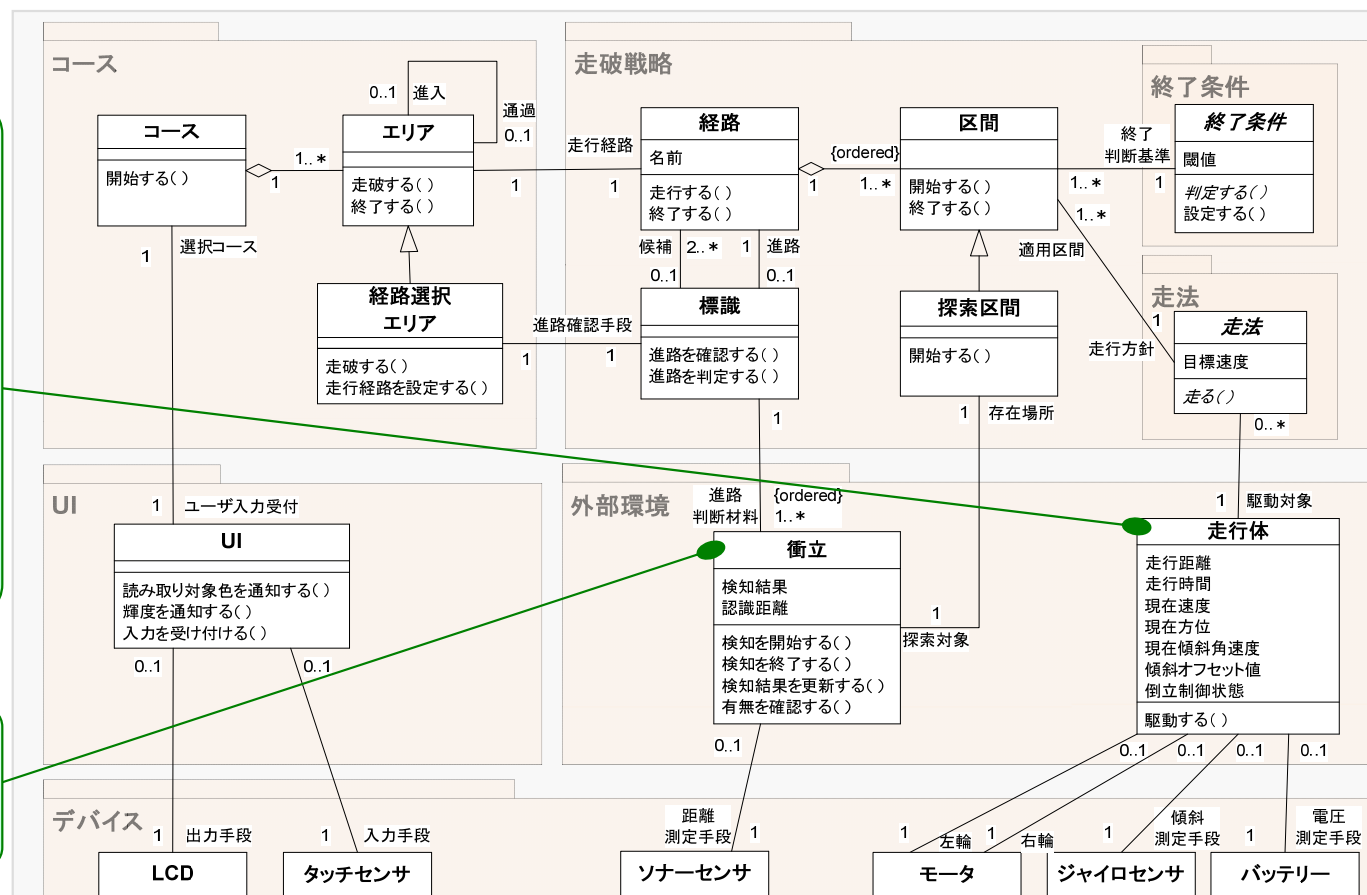 コース
0..1
進入
通過
0..1
コース
開始する( )
1..*
1
エリア
走破する( )
終了する( )
1
選択コース
経路選択
エリア
走破する( )
走行経路を設定する( )
走破戦略
走行経路
1
1
経路
名前
走行する( )
終了する( )
{ordered}
1
1..*
区間
開始する( )
終了する( )
候補
2..*
1
進路
0..1
0..1
標識
進路を確認する( )
進路を判定する( )
進路確認手段
1
1
探索区間
開始する( )
終了条件
終了
判断基準
1..*
1
終了条件
閾値
判定する( )
設定する( )
1..*
適用区間
走法
1
走行方針
走法
目標速度
走る( )
0..*
1
1
存在場所
UI
1
ユーザ入力受付
UI
読み取り対象色を通知する( )
輝度を通知する( )
入力を受け付ける( )
0..1
0..1
外部環境
進路
判断材料
{ordered}
1..*
衝立
検知結果
認識距離
検知を開始する( )
検知を終了する( )
検知結果を更新する( )
有無を確認する( )
1
探索対象
0..1
1
駆動対象
走行体
走行距離
走行時間
現在速度
現在方位
現在傾斜角速度
傾斜オフセット値
倒立制御状態
駆動する( )
0..1
0..1
0..1
0..1
デバイス
1
出力手段
1
入力手段
距離
測定手段
1
1
左輪
1
右輪
1
傾斜
測定手段
1
電圧
測定手段
LCD
タッチセンサ
ソナーセンサ
モータ
ジャイロセンサ
バッテリー